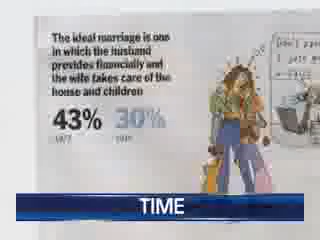 The ideal marriage is one
in which the husband
provides financially and
the wife takes care of the
house and children
43% 30%
1977
TIME